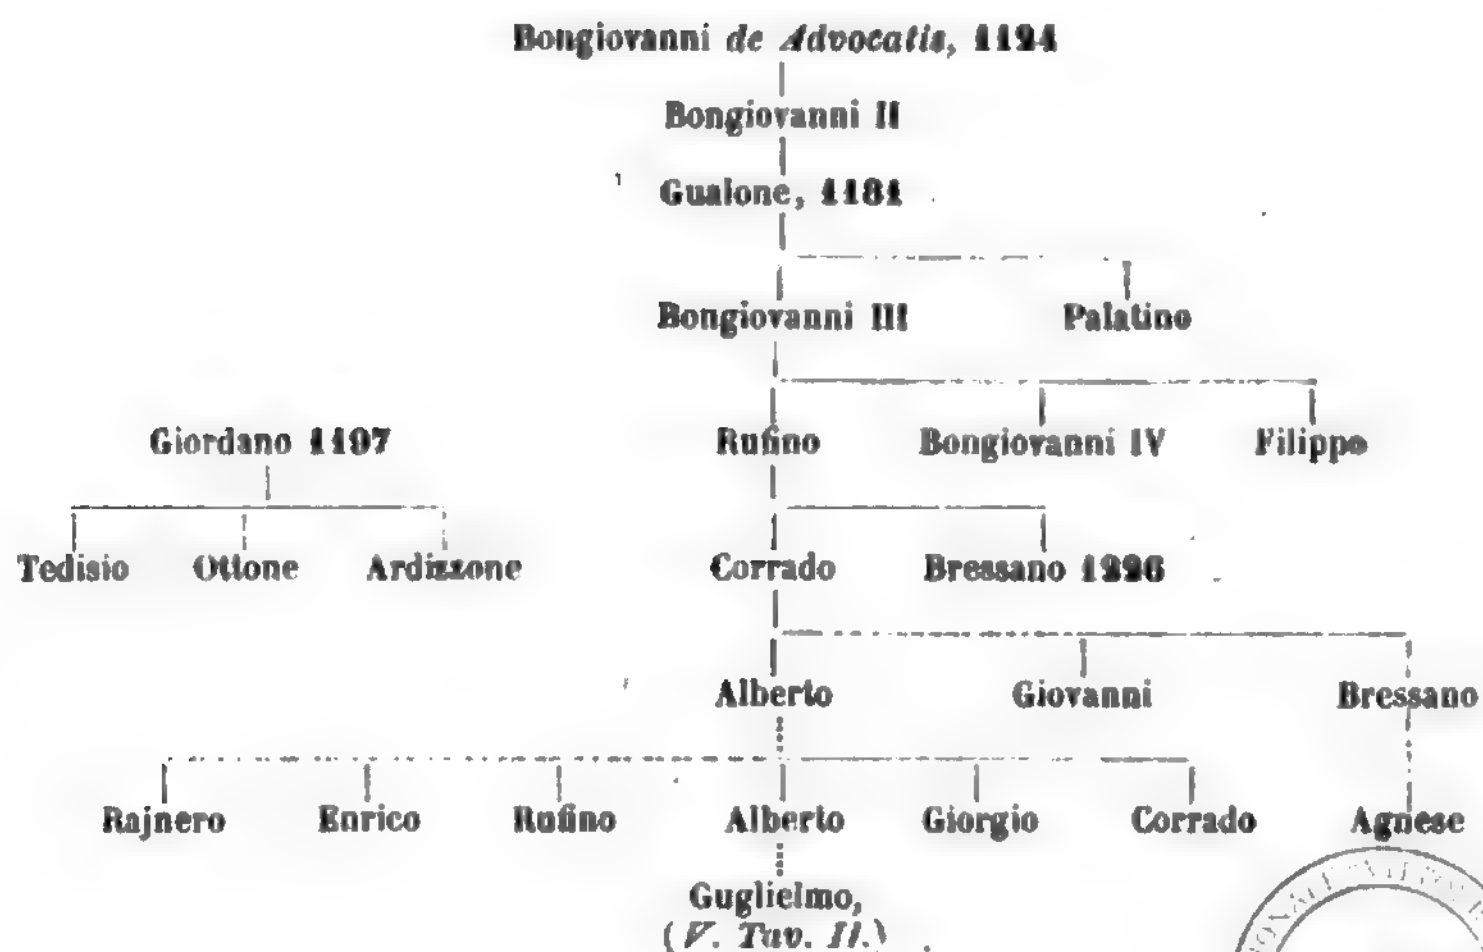 Bongiovanni de Advocatis, 1124
Bongiovanni II
Gualone, 1181
Bongiovanni III Palatino
Giordano 1197 Rufino Bongiovanni IV Filippo
Tedisio Ottone Ardizzone Corrado Bressano 1226
Alberto Giovanni Bressano
Rajnero Enrico Rufino Alberto Giorgio Corrado Agnese
Guglielmo,
(V. Tav. II.)